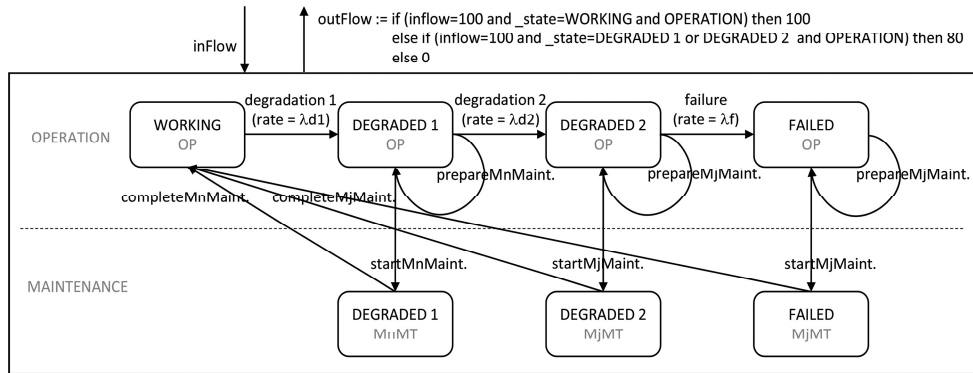 outFlow := if (inflow=100 and _state=WORKING and OPERATION) then 100
else if (inflow=100 and _state=DEGRADED 1 or DEGRADED 2 and OPERATION) then 80
else 0
inFlow
degradation 1
(rate = λd1)
degradation 2
(rate = λd2)
failure
(rate = λf)
OPERATION
WORKING
OP
DEGRADED 1
OP
DEGRADED 2
OP
FAILED
OP
prepareMnMaint.
prepareMjMaint.
prepareMjMaint.
completeMnMaint.
completeMjMaint.
startMnMaint.
startMjMaint.
startMjMaint.
MAINTENANCE
DEGRADED 1
MnMT
DEGRADED 2
MjMT
FAILED
MjMT